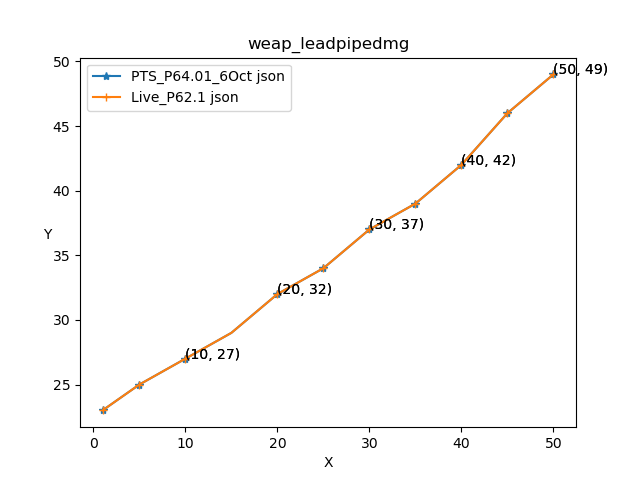 weap_leadpipedmg
PTS_P64.01_6Oct json
Live_P62.1 json
50
45
40
35
30
25
Y
(50, 49)
(40, 42)
(30, 37)
(20, 32)
(10, 27)
0 10 20 30 40 50
X